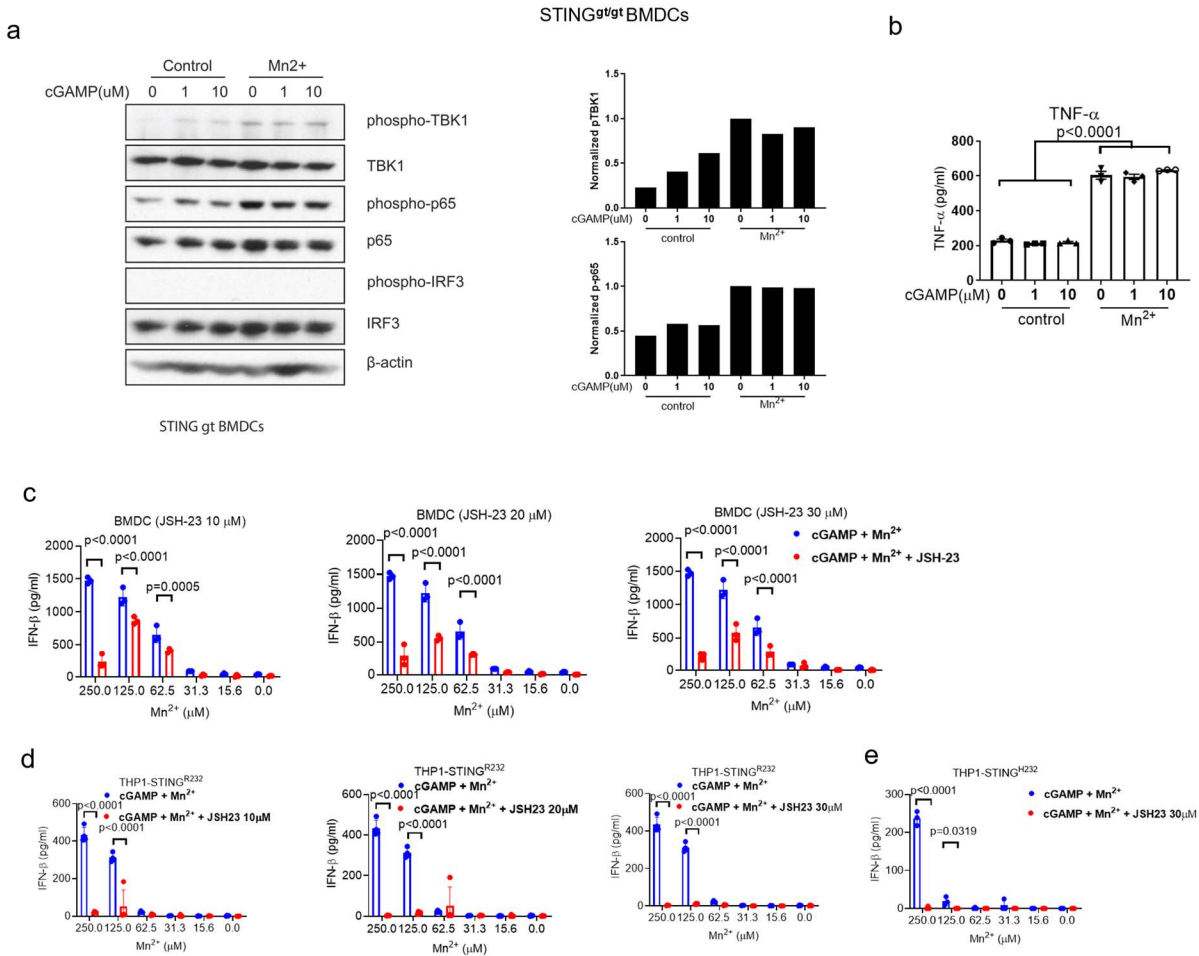 STINGgt/gt BMDCs
a
Control Mn2+
cGAMP(uM) 0 1 10 0 1 10
phospho-TBK1
TBK1
phospho-p65
p65
phospho-IRF3
IRF3
β-actin
STING gt BMDCs
Normalized pTBK1
1.5
1.0
0.5
0.0
cGAMP(uM) 0 1 10 0 1 10
control Mn2+
Normalized p-p65
1.5
1.0
0.5
0.0
cGAMP(uM) 0 1 10 0 1 10
control Mn2+
b
TNF-α
p<0.0001
TNF-α (pg/ml)
800
600
400
200
0
cGAMP(μM) 0 1 10 0 1 10
control Mn2+
c
BMDC (JSH-23 10 μM)
p<0.0001
p<0.0001
p=0.0005
IFN-β (pg/ml)
2000
1500
1000
500
0
250.0 125.0 62.5 31.3 15.6 0.0
Mn2+ (μM)
BMDC (JSH-23 20 μM)
p<0.0001
p<0.0001
p<0.0001
IFN-β (pg/ml)
2000
1500
1000
500
0
250.0 125.0 62.5 31.3 15.6 0.0
Mn2+ (μM)
BMDC (JSH-23 30 μM)
p<0.0001
p<0.0001
p<0.0001
IFN-β (pg/ml)
2000
1500
1000
500
0
250.0 125.0 62.5 31.3 15.6 0.0
Mn2+ (μM)
cGAMP + Mn2+
cGAMP + Mn2+ + JSH-23
d
THP1-STINGR232
cGAMP + Mn2+
cGAMP + Mn2+ + JSH23 10μM
p<0.0001
p<0.0001
IFN-β (pg/ml)
600
400
200
0
250.0 125.0 62.5 31.3 15.6 0.0
Mn2+ (μM)
THP1-STINGR232
cGAMP + Mn2+
cGAMP + Mn2+ + JSH23 20μM
p<0.0001
p<0.0001
IFN-β (pg/ml)
600
400
200
0
250.0 125.0 62.5 31.3 15.6 0.0
Mn2+ (μM)
THP1-STINGR232
cGAMP + Mn2+
cGAMP + Mn2+ + JSH23 30μM
p<0.0001
p<0.0001
IFN-β (pg/ml)
600
400
200
0
250.0 125.0 62.5 31.3 15.6 0.0
Mn2+ (μM)
e
THP1-STINGH232
cGAMP + Mn2+
cGAMP + Mn2+ + JSH23 30μM
p<0.0001
p=0.0319
IFN-β (pg/ml)
300
200
100
0
250.0 125.0 62.5 31.3 15.6 0.0
Mn2+ (μM)